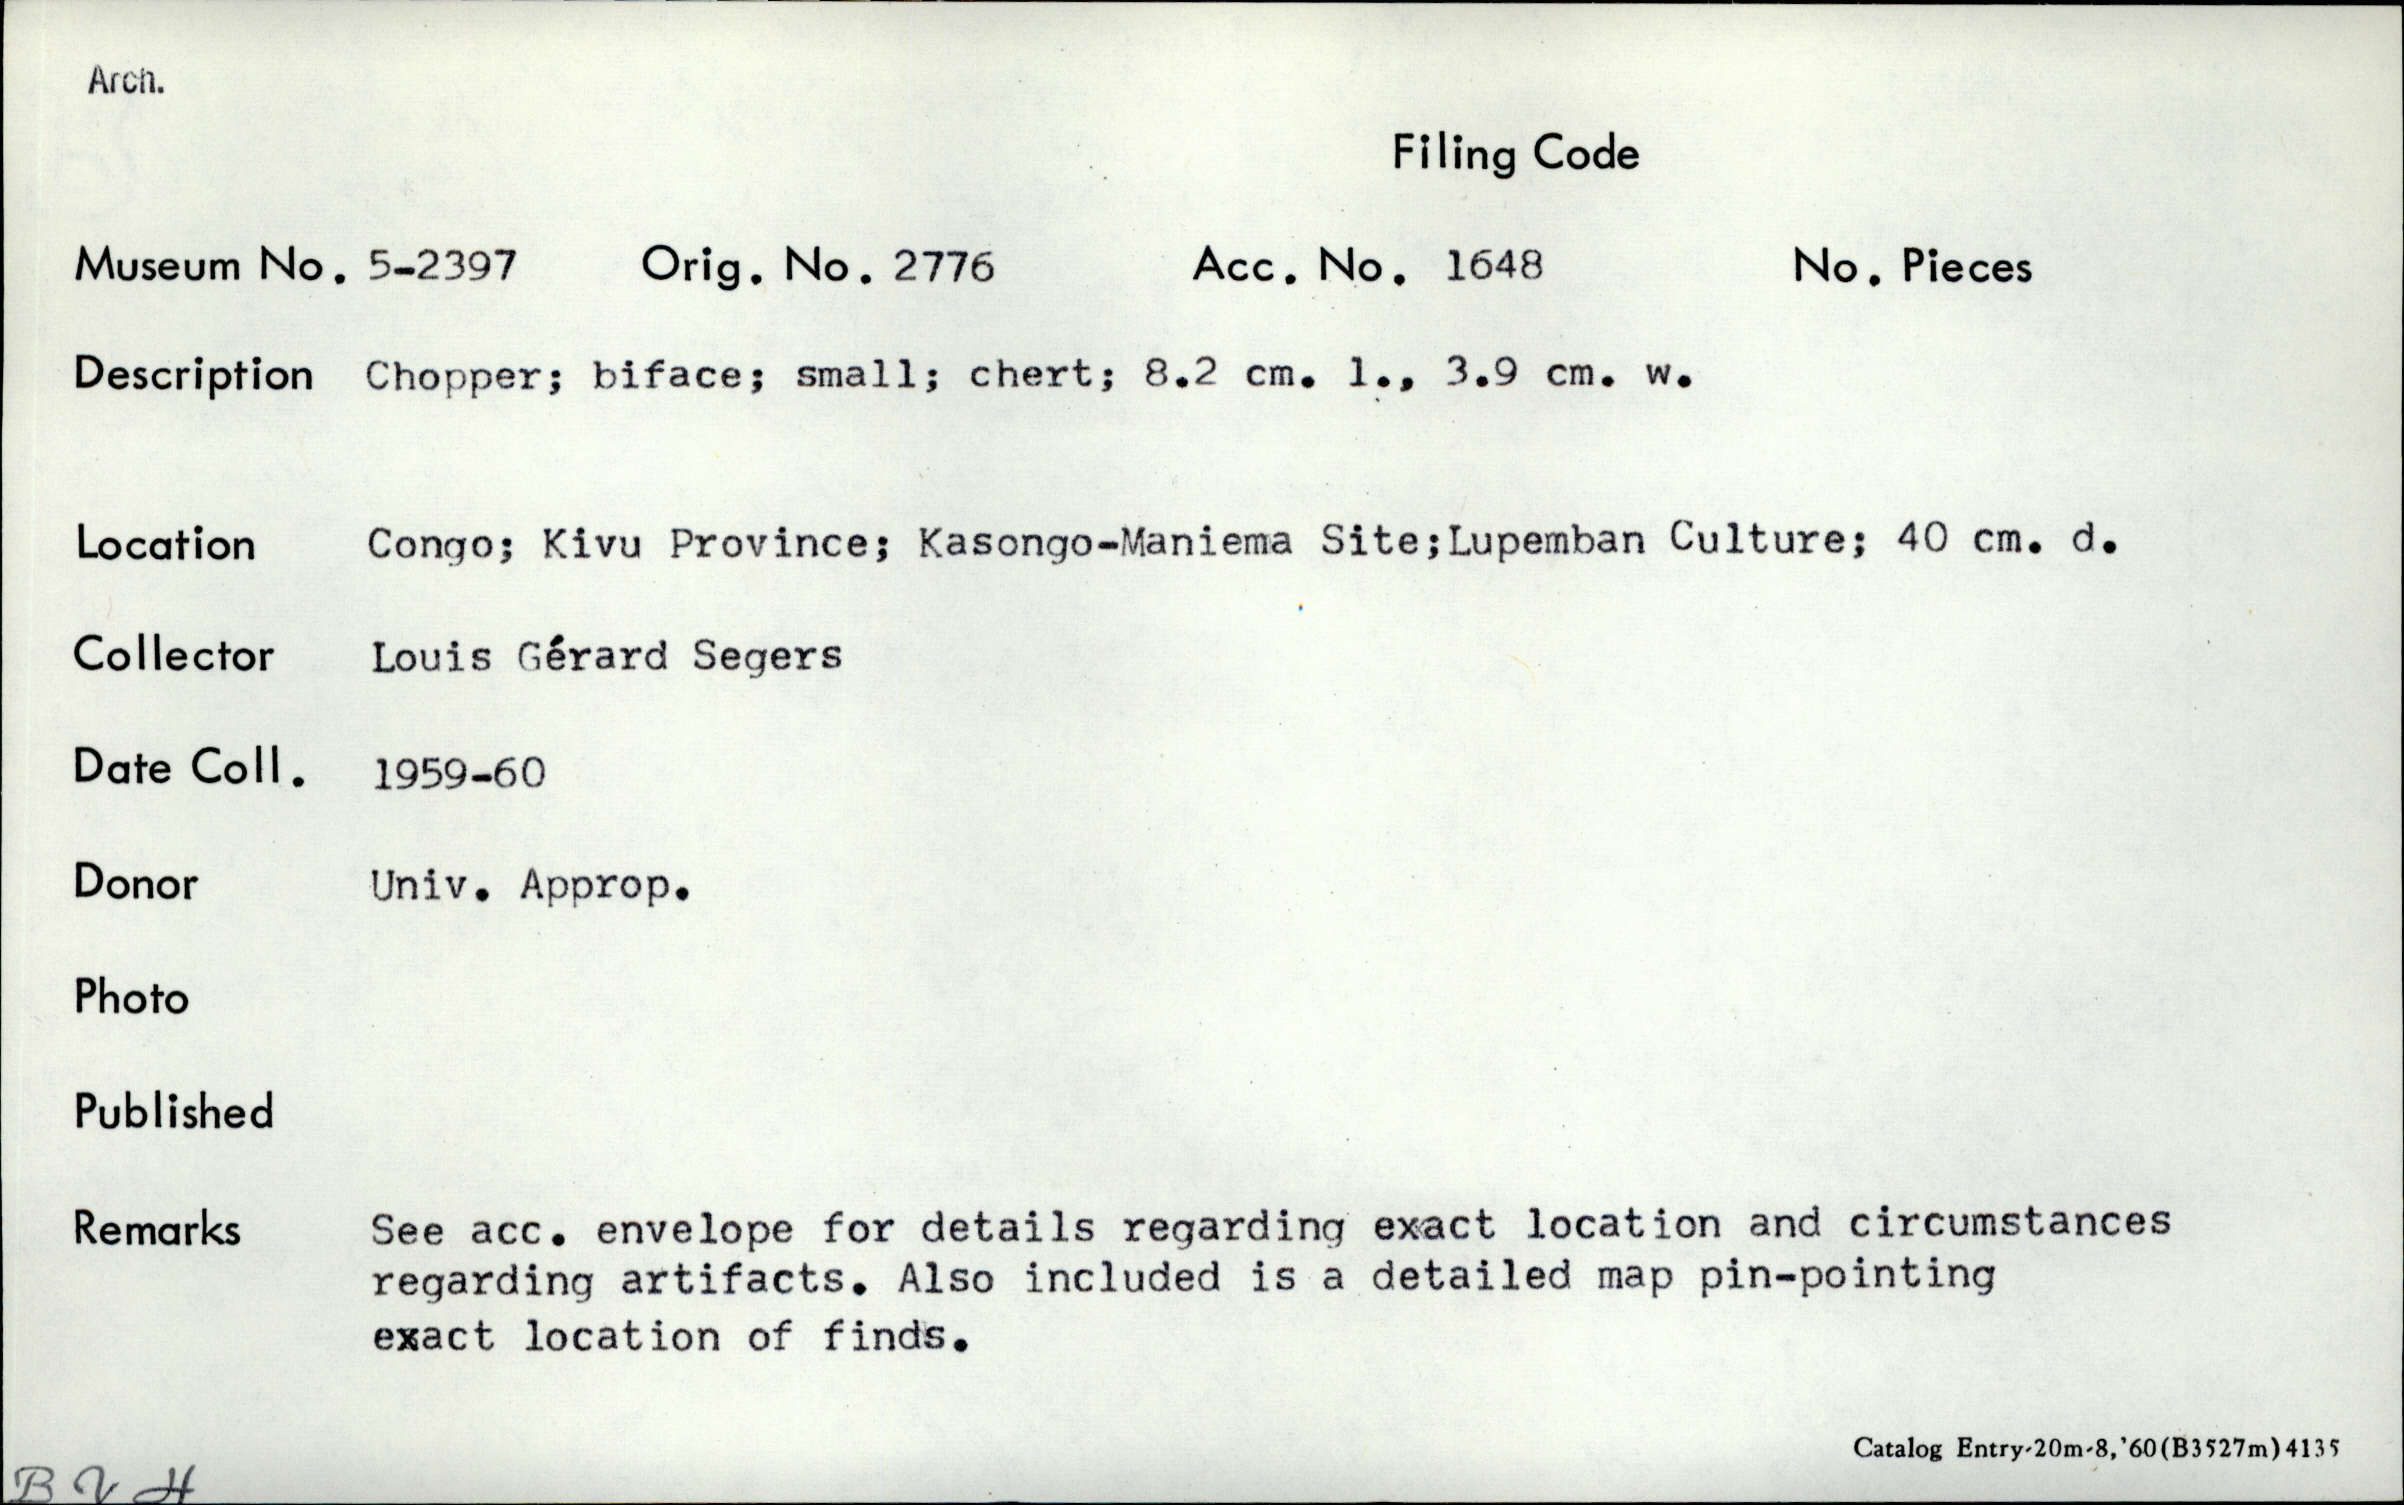 Arch.
Filing Code
Museum No. 5-2397 Orig. No. 2776 Acc. No. 1648 No. Pieces
Description Chopper; biface; small; chert; 8.2 cm. l., 3.9 cm. w.
Location Congo; Kivu Province; Kasongo-Maniema Site;Lupemban Culture; 40 cm. d.
Collector Louis Gérard Segers
Date Coll. 1959-60
Donor Univ. Approp.
Photo
Published
Remarks See acc. envelope for details regarding exact location and circumstances
regarding artifacts. Also included is a detailed map pin-pointing
exact location of finds.
Catalog Entry-20m-8,'60(B3527m)4135
B V H